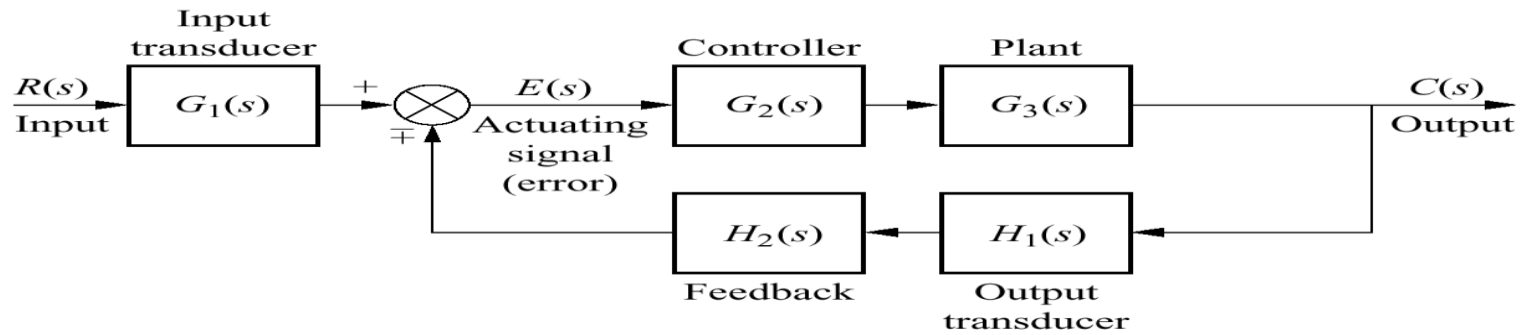 Input
transducer
Controller
Plant
R(s)
Input
G₁(s)
+
∓
E(s)
Actuating
signal
(error)
G₂(s)
G₃(s)
C(s)
Output
H₂(s)
Feedback
H₁(s)
Output
transducer